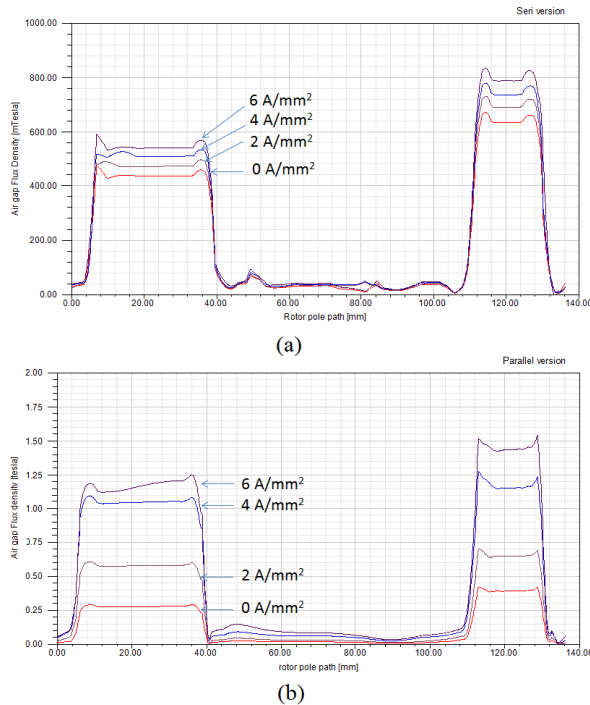 Seri version
1000.00
800.00
600.00
400.00
200.00
0.00
Air gap Flux Density [mTesla]
6 A/mm²
4 A/mm²
2 A/mm²
0 A/mm²
0.00 20.00 40.00 60.00 80.00 100.00 120.00 140.00
Rotor pole path [mm]
(a)
Parallel version
2.00
1.75
1.50
1.25
1.00
0.75
0.50
0.25
0.00
Air gap Flux density [tesla]
6 A/mm²
4 A/mm²
2 A/mm²
0 A/mm²
0.00 20.00 40.00 60.00 80.00 100.00 120.00 140.00
rotor pole path [mm]
(b)